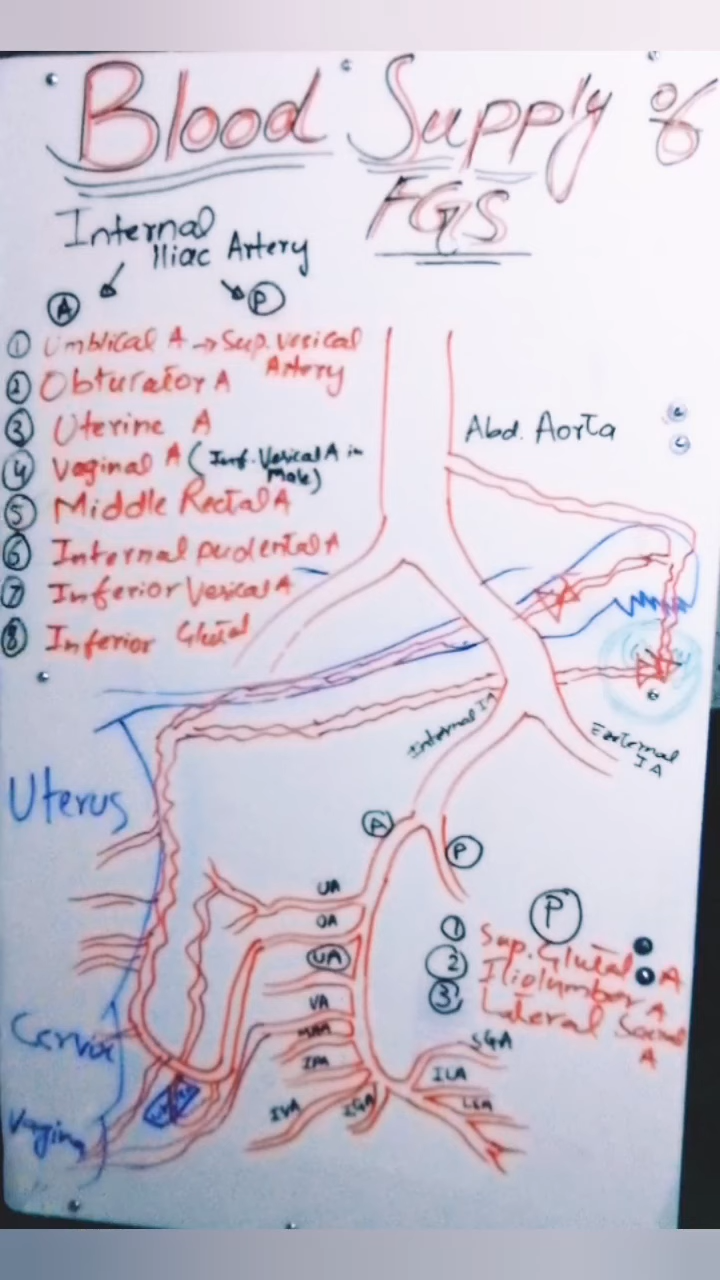 Blood Supply of
FGS
Internal
Iliac Artery
A P
1 Umblical A → Sup. vesical
Artery
2 Obturator A
3 Uterine A
4 Vaginal A (Inf. Vesical A in
Male)
5 Middle Rectal A
6 Internal pudental A
7 Inferior Vesical A
8 Inferior Glutal
Abd. Aorta
Internal IA
External
IA
Uterus
A
P
UA
OA
UA
VA
MRA
IPA
IVA
IGA
P
1 Sup. Glutal A
2 Iliolumbar A
3 Lateral Sacral
A
SGA
ILA
LSA
Cervix
Vagina